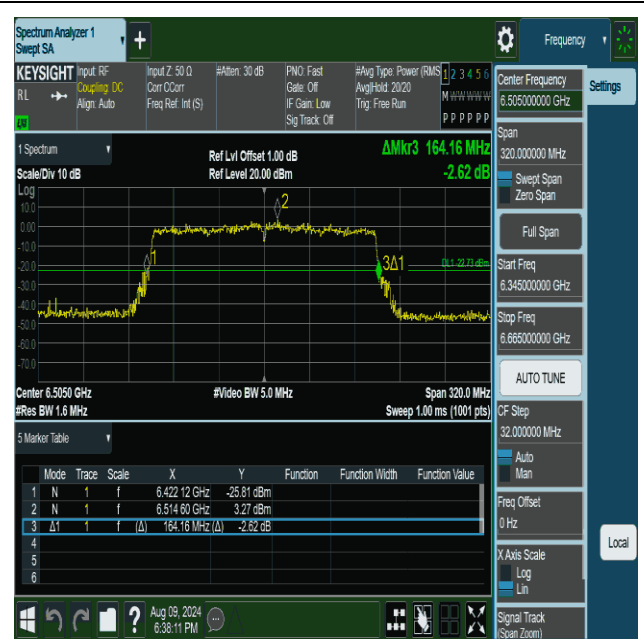 Spectrum Analyzer 1
Swept SA
+
Frequency
KEYSIGHT
RL
Input: RF
Coupling: DC
Align: Auto
Input Z: 50 Ω
Corr CCorr
Freq Ref: Int (S)
#Atten: 30 dB
PNO: Fast
Gate: Off
IF Gain: Low
Sig Track: Off
#Avg Type: Power (RMS
Avg|Hold: 20/20
Trig: Free Run
1 2 3 4 5 6
M W W W W W
P P P P P P
Center Frequency
6.505000000 GHz
Settings
Span
320.000000 MHz
Swept Span
Zero Span
Full Span
Start Freq
6.345000000 GHz
Stop Freq
6.665000000 GHz
AUTO TUNE
CF Step
32.000000 MHz
Auto
Man
Freq Offset
0 Hz
X Axis Scale
Log
Lin
Signal Track
(Span Zoom)
Local
1 Spectrum
Scale/Div 10 dB
Ref Lvl Offset 1.00 dB
Ref Level 20.00 dBm
ΔMkr3 164.16 MHz
-2.62 dB
Log
10.0
0.00
-10.0
-20.0
-30.0
-40.0
-50.0
-60.0
-70.0
2
1
3Δ1
DL1 -22.73 dBm
Center 6.5050 GHz
#Video BW 5.0 MHz
Span 320.0 MHz
#Res BW 1.6 MHz
Sweep 1.00 ms (1001 pts)
5 Marker Table
Mode Trace Scale X Y Function Function Width Function Value
1 N 1 f 6.422 12 GHz -25.81 dBm
2 N 1 f 6.514 60 GHz 3.27 dBm
3 Δ1 1 f (Δ) 164.16 MHz (Δ) -2.62 dB
4
5
6
?
Aug 09, 2024
6:38:11 PM